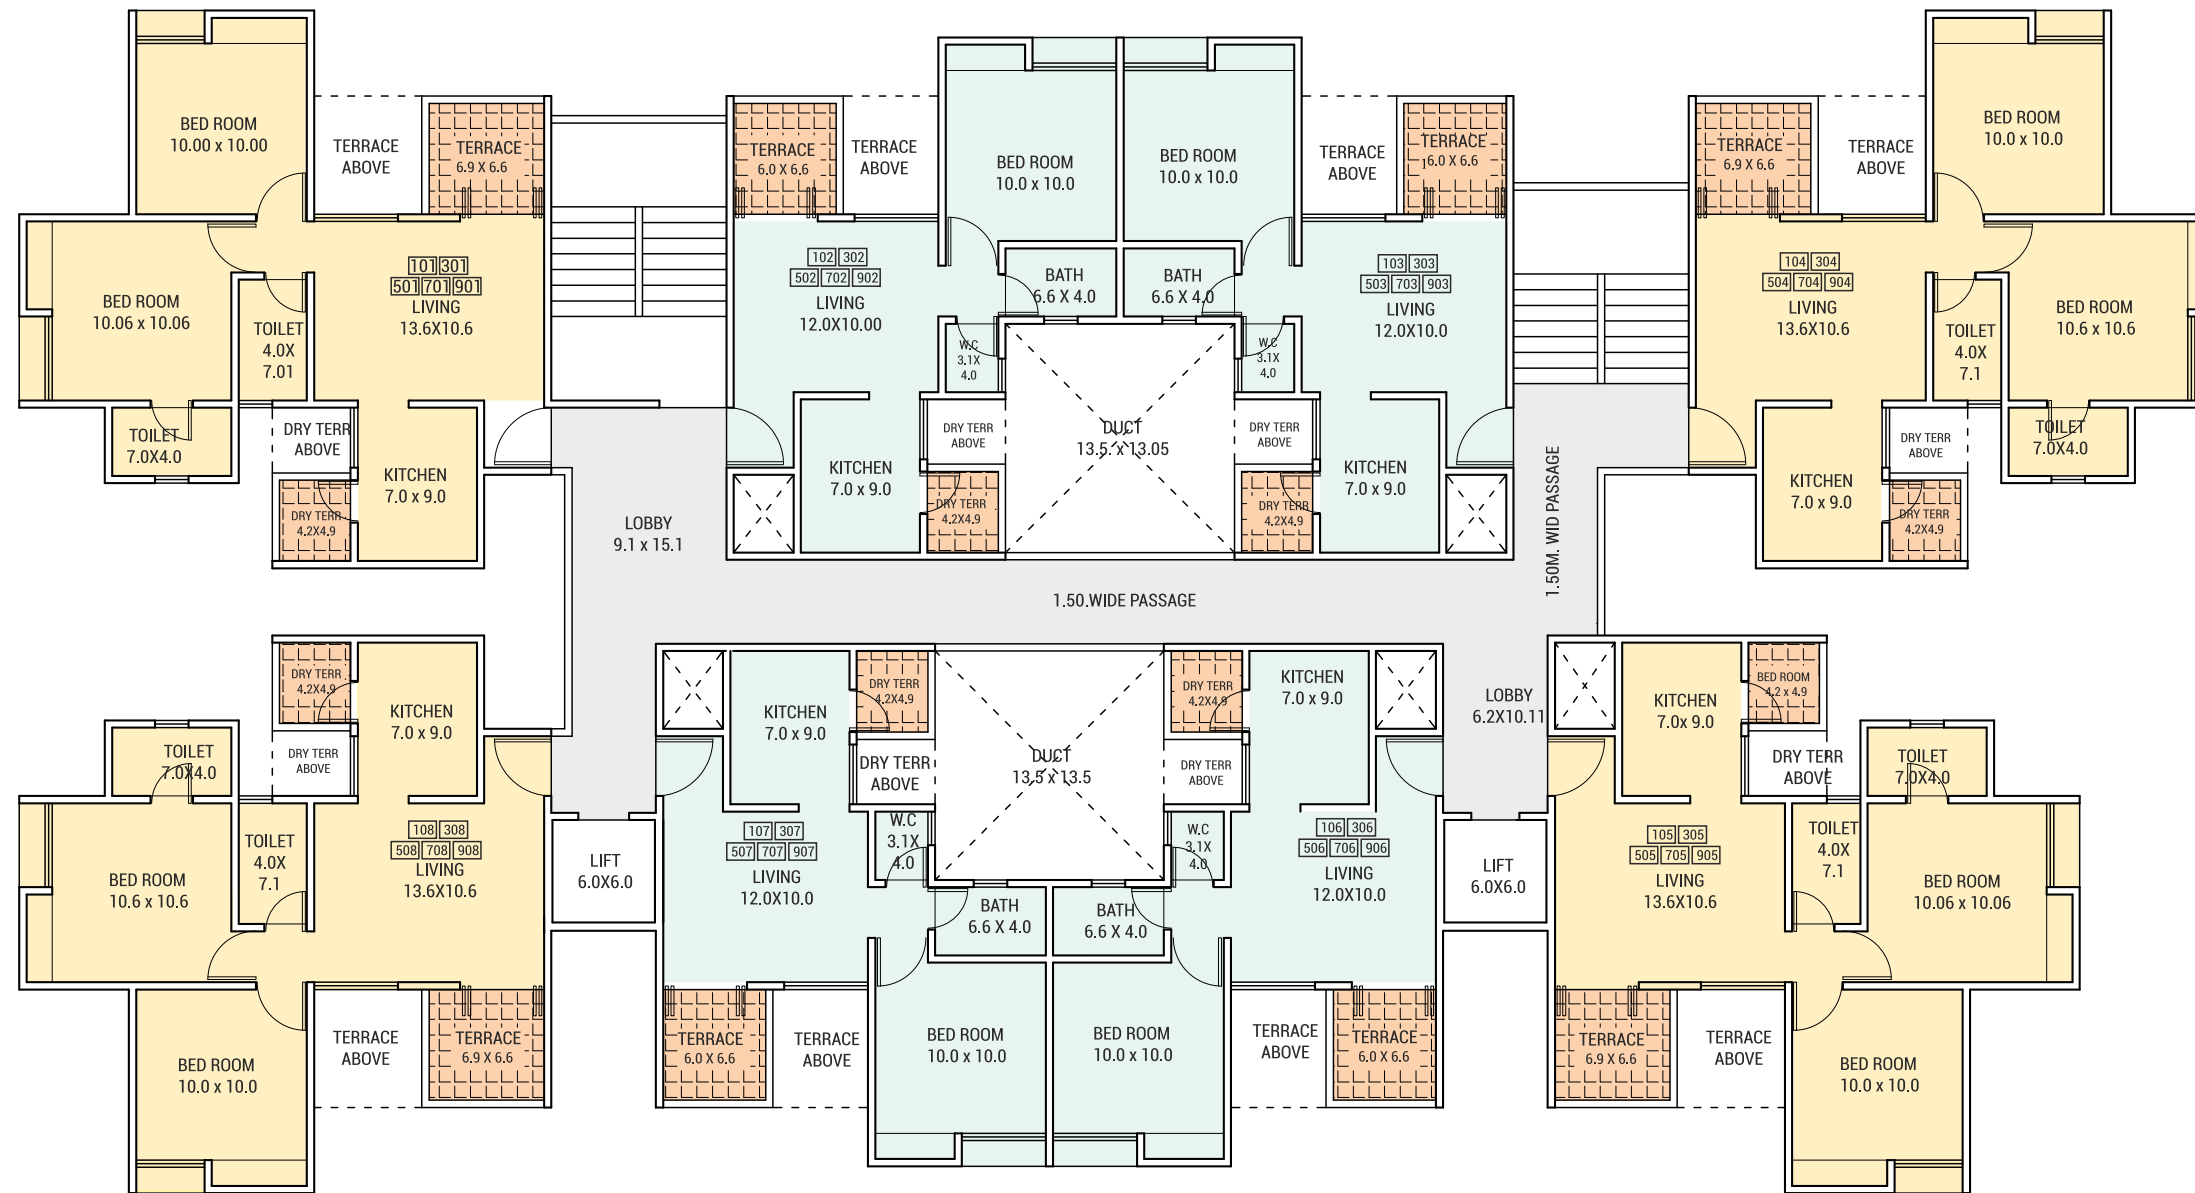 BED ROOM
10.00 x 10.00
TERRACE
ABOVE
TERRACE
6.9 X 6.6
BED ROOM
10.06 x 10.06
TOILET
4.0X
7.01
101 301
501 701 901
LIVING
13.6X10.6
TOILET
7.0X4.0
DRY TERR
ABOVE
KITCHEN
7.0 x 9.0
DRY TERR
4.2X4.9
TERRACE
6.0 X 6.6
TERRACE
ABOVE
BED ROOM
10.0 x 10.0
102 302
502 702 902
LIVING
12.0X10.00
BATH
6.6 X 4.0
W.C
3.1X
4.0
KITCHEN
7.0 x 9.0
DRY TERR
ABOVE
DRY TERR
4.2X4.9
DUCT
13.5. x 13.05
BED ROOM
10.0 x 10.0
TERRACE
ABOVE
TERRACE
6.0 X 6.6
BATH
6.6 X 4.0
103 303
503 703 903
LIVING
12.0X10.0
W.C
3.1X
4.0
DRY TERR
ABOVE
DRY TERR
4.2X4.9
KITCHEN
7.0 x 9.0
TERRACE
6.9 X 6.6
TERRACE
ABOVE
BED ROOM
10.0 x 10.0
104 304
504 704 904
LIVING
13.6X10.6
TOILET
4.0X
7.1
BED ROOM
10.6 x 10.6
TOILET
7.0X4.0
DRY TERR
ABOVE
KITCHEN
7.0 x 9.0
DRY TERR
4.2X4.9
LOBBY
9.1 x 15.1
1.50.WIDE PASSAGE
1.50M. WID PASSAGE
LOBBY
6.2X10.11
DRY TERR
4.2X4.9
KITCHEN
7.0 x 9.0
TOILET
7.0X4.0
DRY TERR
ABOVE
108 308
508 708 908
LIVING
13.6X10.6
TOILET
4.0X
7.1
BED ROOM
10.6 x 10.6
BED ROOM
10.0 x 10.0
TERRACE
ABOVE
TERRACE
6.9 X 6.6
LIFT
6.0X6.0
KITCHEN
7.0 x 9.0
DRY TERR
4.2X4.9
DRY TERR
ABOVE
107 307
507 707 907
LIVING
12.0X10.0
W.C
3.1X
4.0
BATH
6.6 X 4.0
TERRACE
6.0 X 6.6
TERRACE
ABOVE
BED ROOM
10.0 x 10.0
DUCT
13.5 x 13.5
DRY TERR
4.2X4.9
KITCHEN
7.0 x 9.0
DRY TERR
ABOVE
W.C
3.1X
4.0
106 306
506 706 906
LIVING
12.0X10.0
BATH
6.6 X 4.0
BED ROOM
10.0 x 10.0
TERRACE
ABOVE
TERRACE
6.0 X 6.6
LIFT
6.0X6.0
KITCHEN
7.0x 9.0
BED ROOM
4.2 x 4.9
DRY TERR
ABOVE
TOILET
7.0X4.0
105 305
505 705 905
LIVING
13.6X10.6
TOILET
4.0X
7.1
BED ROOM
10.06 x 10.06
TERRACE
6.9 X 6.6
TERRACE
ABOVE
BED ROOM
10.0 x 10.0